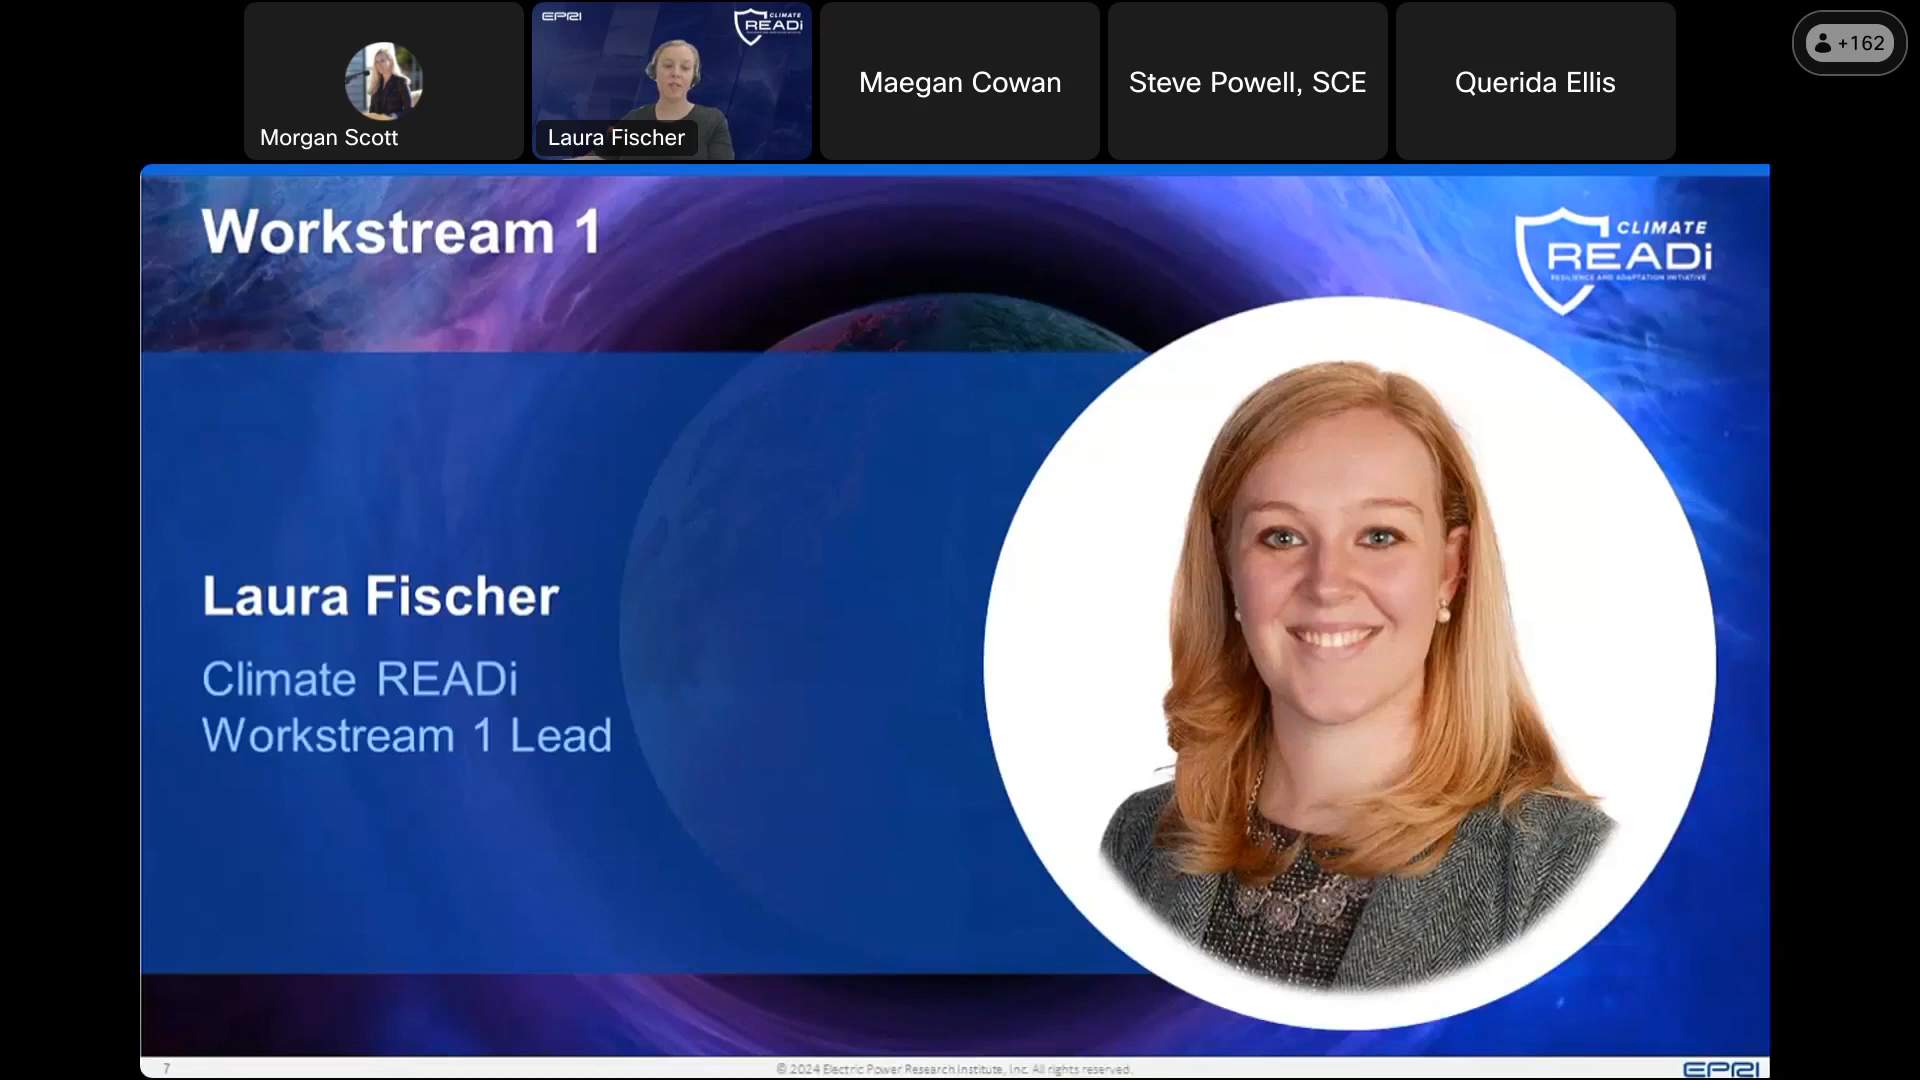 EPRI
CLIMATE
READi
Maegan Cowan
Steve Powell, SCE
Querida Ellis
+162
Morgan Scott
Laura Fischer
Workstream 1
CLIMATE
READi
RESILIENCE AND ADAPTATION INITIATIVE
Laura Fischer
Climate READi
Workstream 1 Lead
7
© 2024 Electric Power Research Institute, Inc. All rights reserved.
EPRI